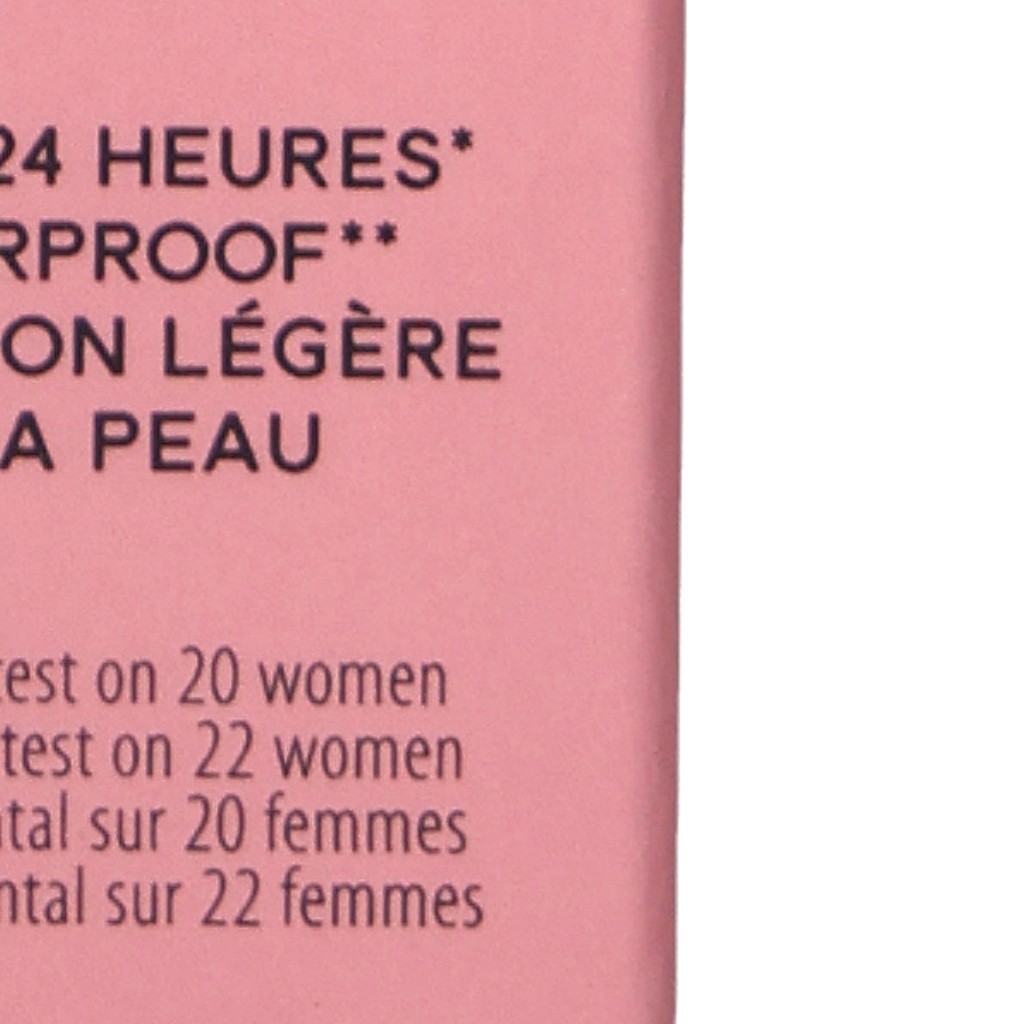 24 HEURES*
RPROOF**
ON LÉGÈRE
A PEAU
test on 20 women
test on 22 women
ntal sur 20 femmes
ntal sur 22 femmes